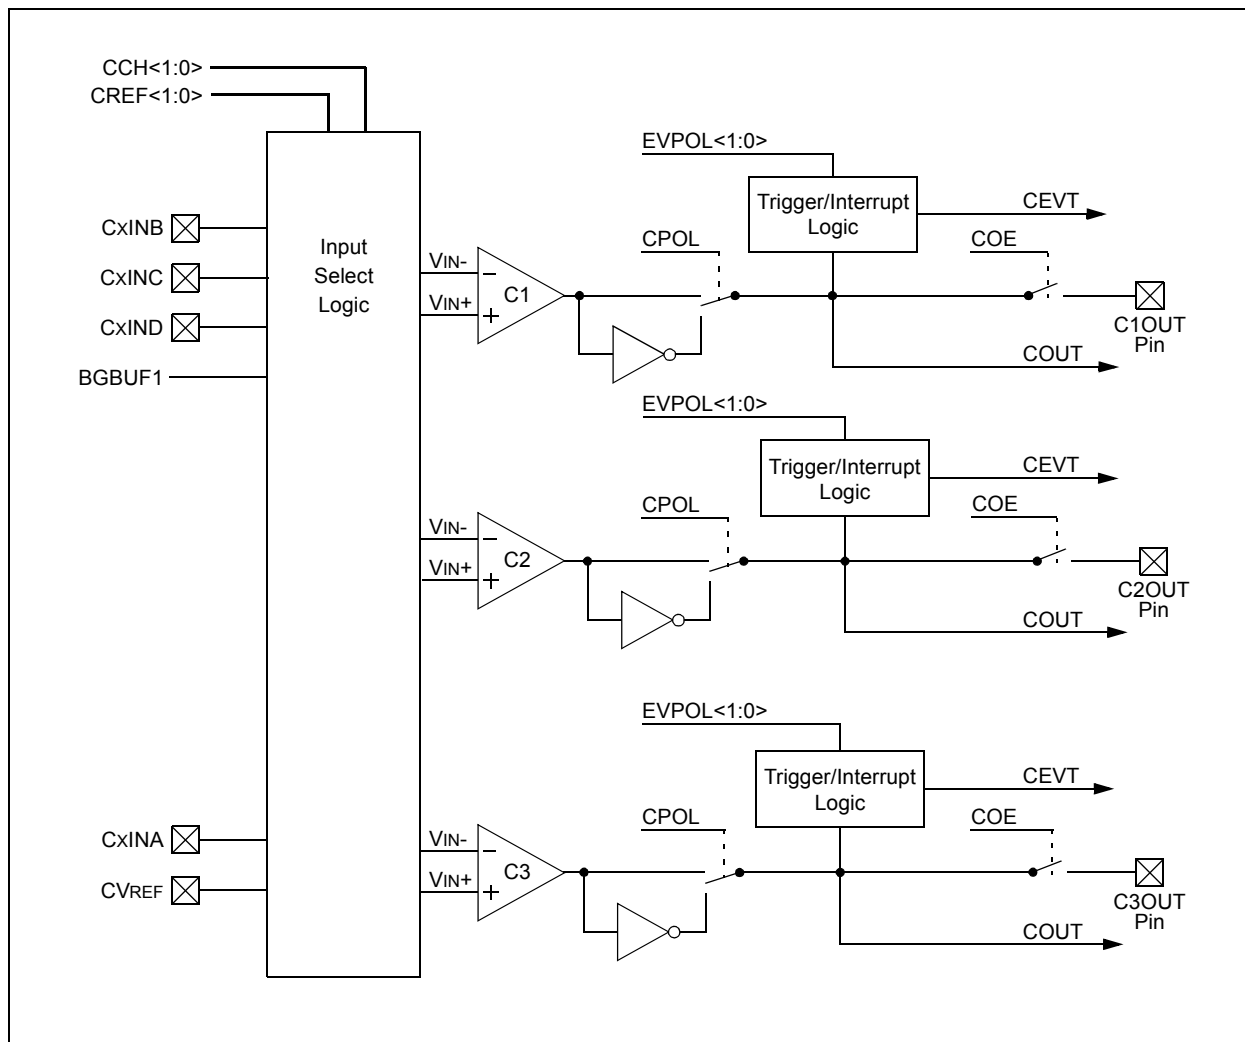 CCH<1:0>
CREF<1:0>
EVPOL<1:0>
Trigger/Interrupt
Logic
CEVT
CxINB
CxINC
CxIND
BGBUF1
Input
Select
Logic
VIN-
VIN+
C1
CPOL
COE
C1OUT
Pin
COUT
EVPOL<1:0>
Trigger/Interrupt
Logic
CEVT
VIN-
VIN+
C2
CPOL
COE
C2OUT
Pin
COUT
EVPOL<1:0>
Trigger/Interrupt
Logic
CEVT
CxINA
CVREF
VIN-
VIN+
C3
CPOL
COE
C3OUT
Pin
COUT